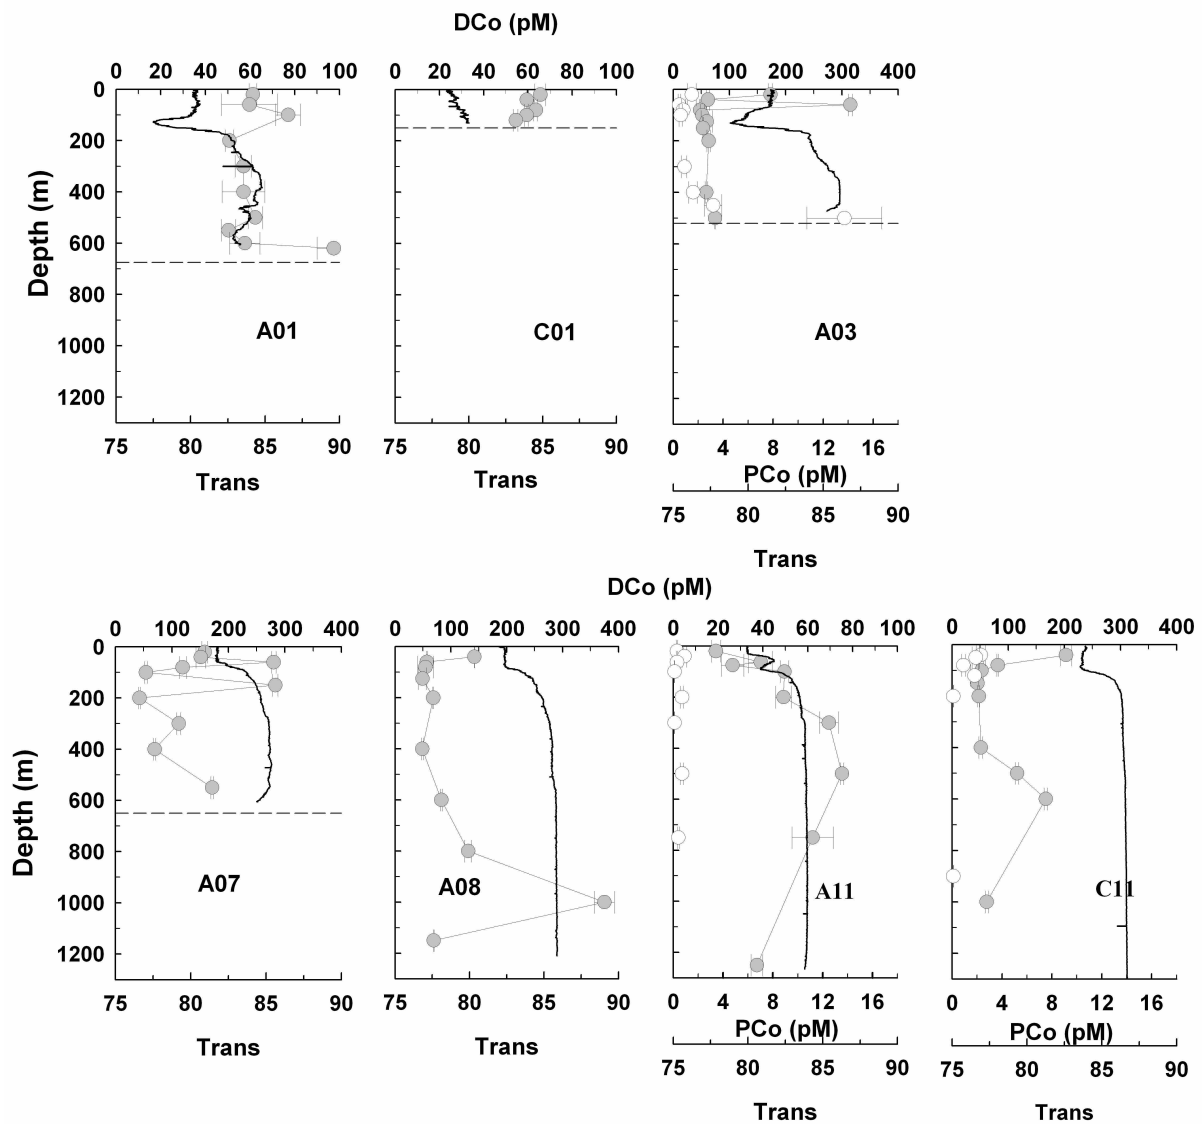 DCo (pM)
0 20 40 60 80 100 0 20 40 60 80 100 0 100 200 300 400
0
200
400
600
800
1000
1200
Depth (m)
A01 C01 A03
75 80 85 90 75 80 85 90 0 4 8 12 16
Trans Trans PCo (pM)
75 80 85 90
Trans
DCo (pM)
0 100 200 300 400 0 100 200 300 400 0 20 40 60 80 100 0 100 200 300 400
0
200
400
600
800
1000
1200
Depth (m)
A07 A08 A11 C11
75 80 85 90 75 80 85 90 0 4 8 12 16 0 4 8 12 16
Trans Trans PCo (pM) PCo (pM)
75 80 85 90 75 80 85 90
Trans Trans